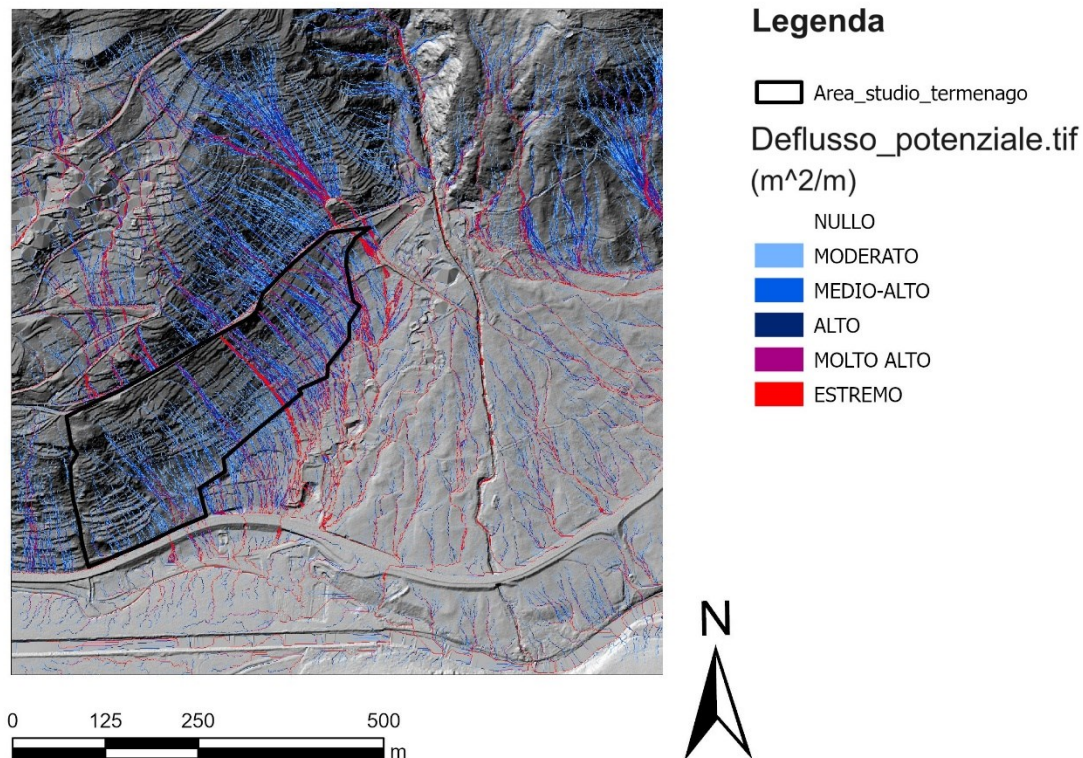 Legenda
Area_studio_termenago
Deflusso_potenziale.tif
(m^2/m)
NULLO
MODERATO
MEDIO-ALTO
ALTO
MOLTO ALTO
ESTREMO
N
0 125 250 500
m